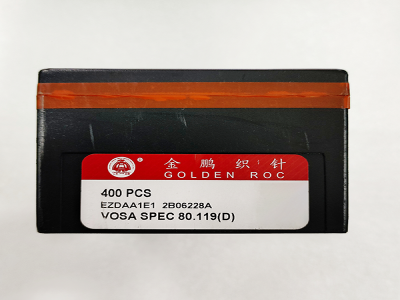 金鹏织针
GOLDEN ROC
400 PCS
EZDAA1E1 2B06228A
VOSA SPEC 80.119(D)